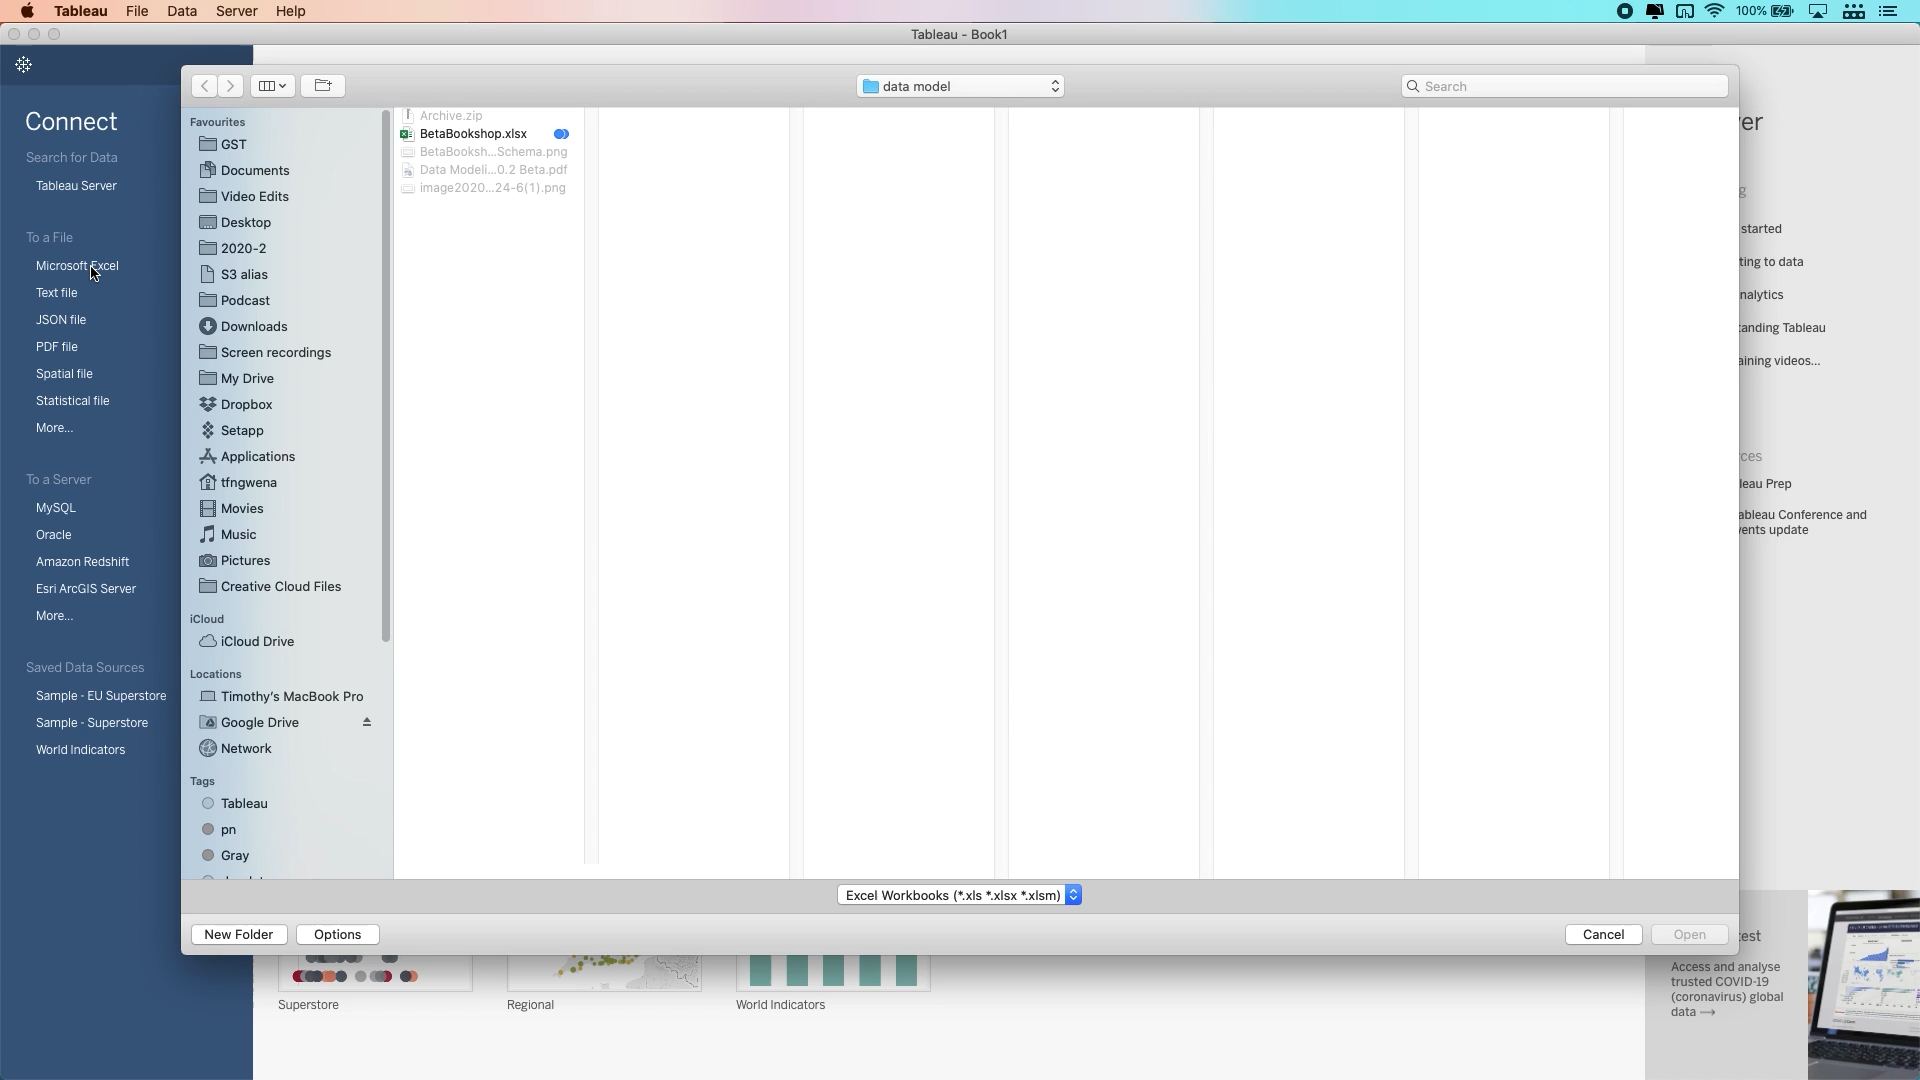 Tableau File Data Server Help
100%
Tableau - Book1
data model
Search
Connect
Search for Data
Tableau Server
To a File
Microsoft Excel
Text file
JSON file
PDF file
Spatial file
Statistical file
More...
To a Server
MySQL
Oracle
Amazon Redshift
Esri ArcGIS Server
More...
Saved Data Sources
Sample - EU Superstore
Sample - Superstore
World Indicators
Favourites
GST
Documents
Video Edits
Desktop
2020-2
S3 alias
Podcast
Downloads
Screen recordings
My Drive
Dropbox
Setapp
Applications
tfngwena
Movies
Music
Pictures
Creative Cloud Files
iCloud
iCloud Drive
Locations
Timothy's MacBook Pro
Google Drive
Network
Tags
Tableau
pn
Gray
Archive.zip
BetaBookshop.xlsx
BetaBooksh...Schema.png
Data Modeli...0.2 Beta.pdf
image2020...24-6(1).png
Excel Workbooks (*.xls *.xlsx *.xlsm)
New Folder
Options
Cancel
Open
er
g
started
ting to data
nalytics
tanding Tableau
aining videos...
rces
leau Prep
ableau Conference and
vents update
test
Access and analyse
trusted COVID-19
(coronavirus) global
data →
Superstore
Regional
World Indicators